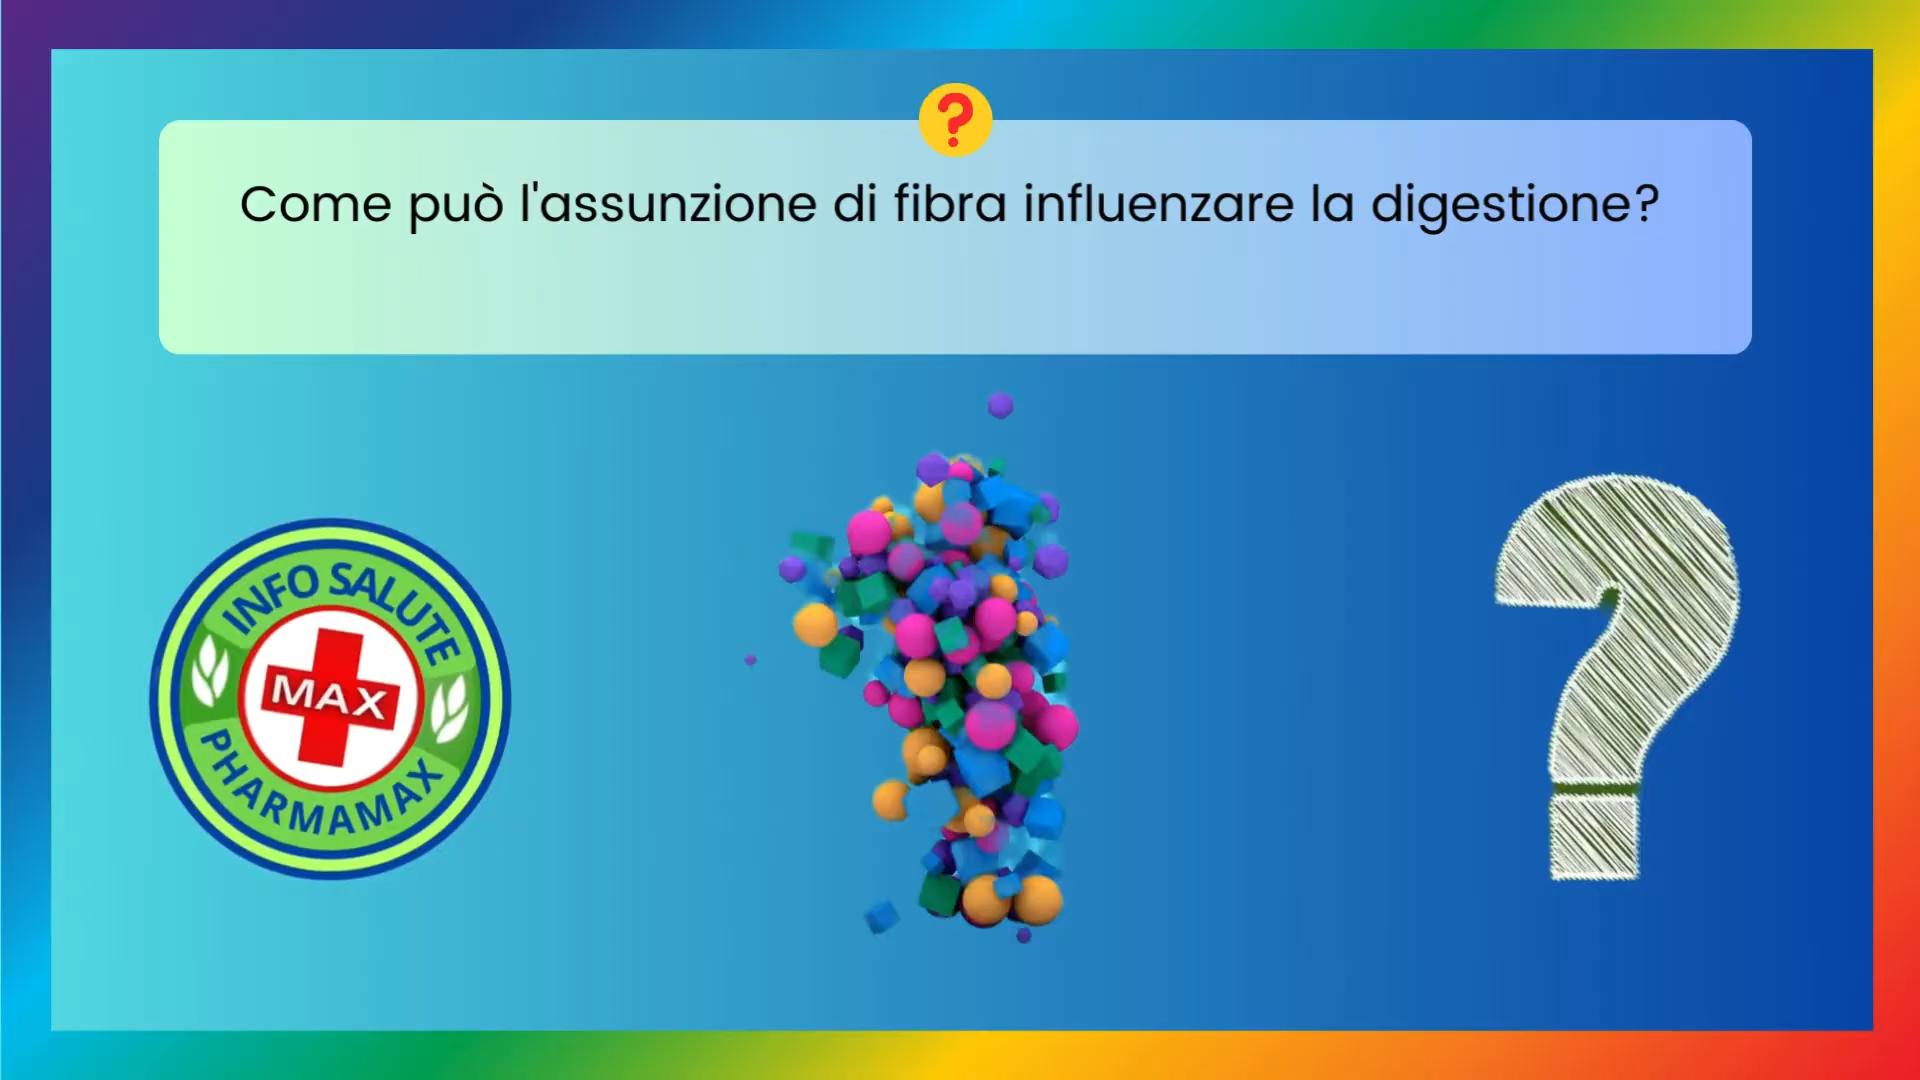 ?
Come può l'assunzione di fibra influenzare la digestione?
INFO SALUTE
MAX
PHARMAMAX
?